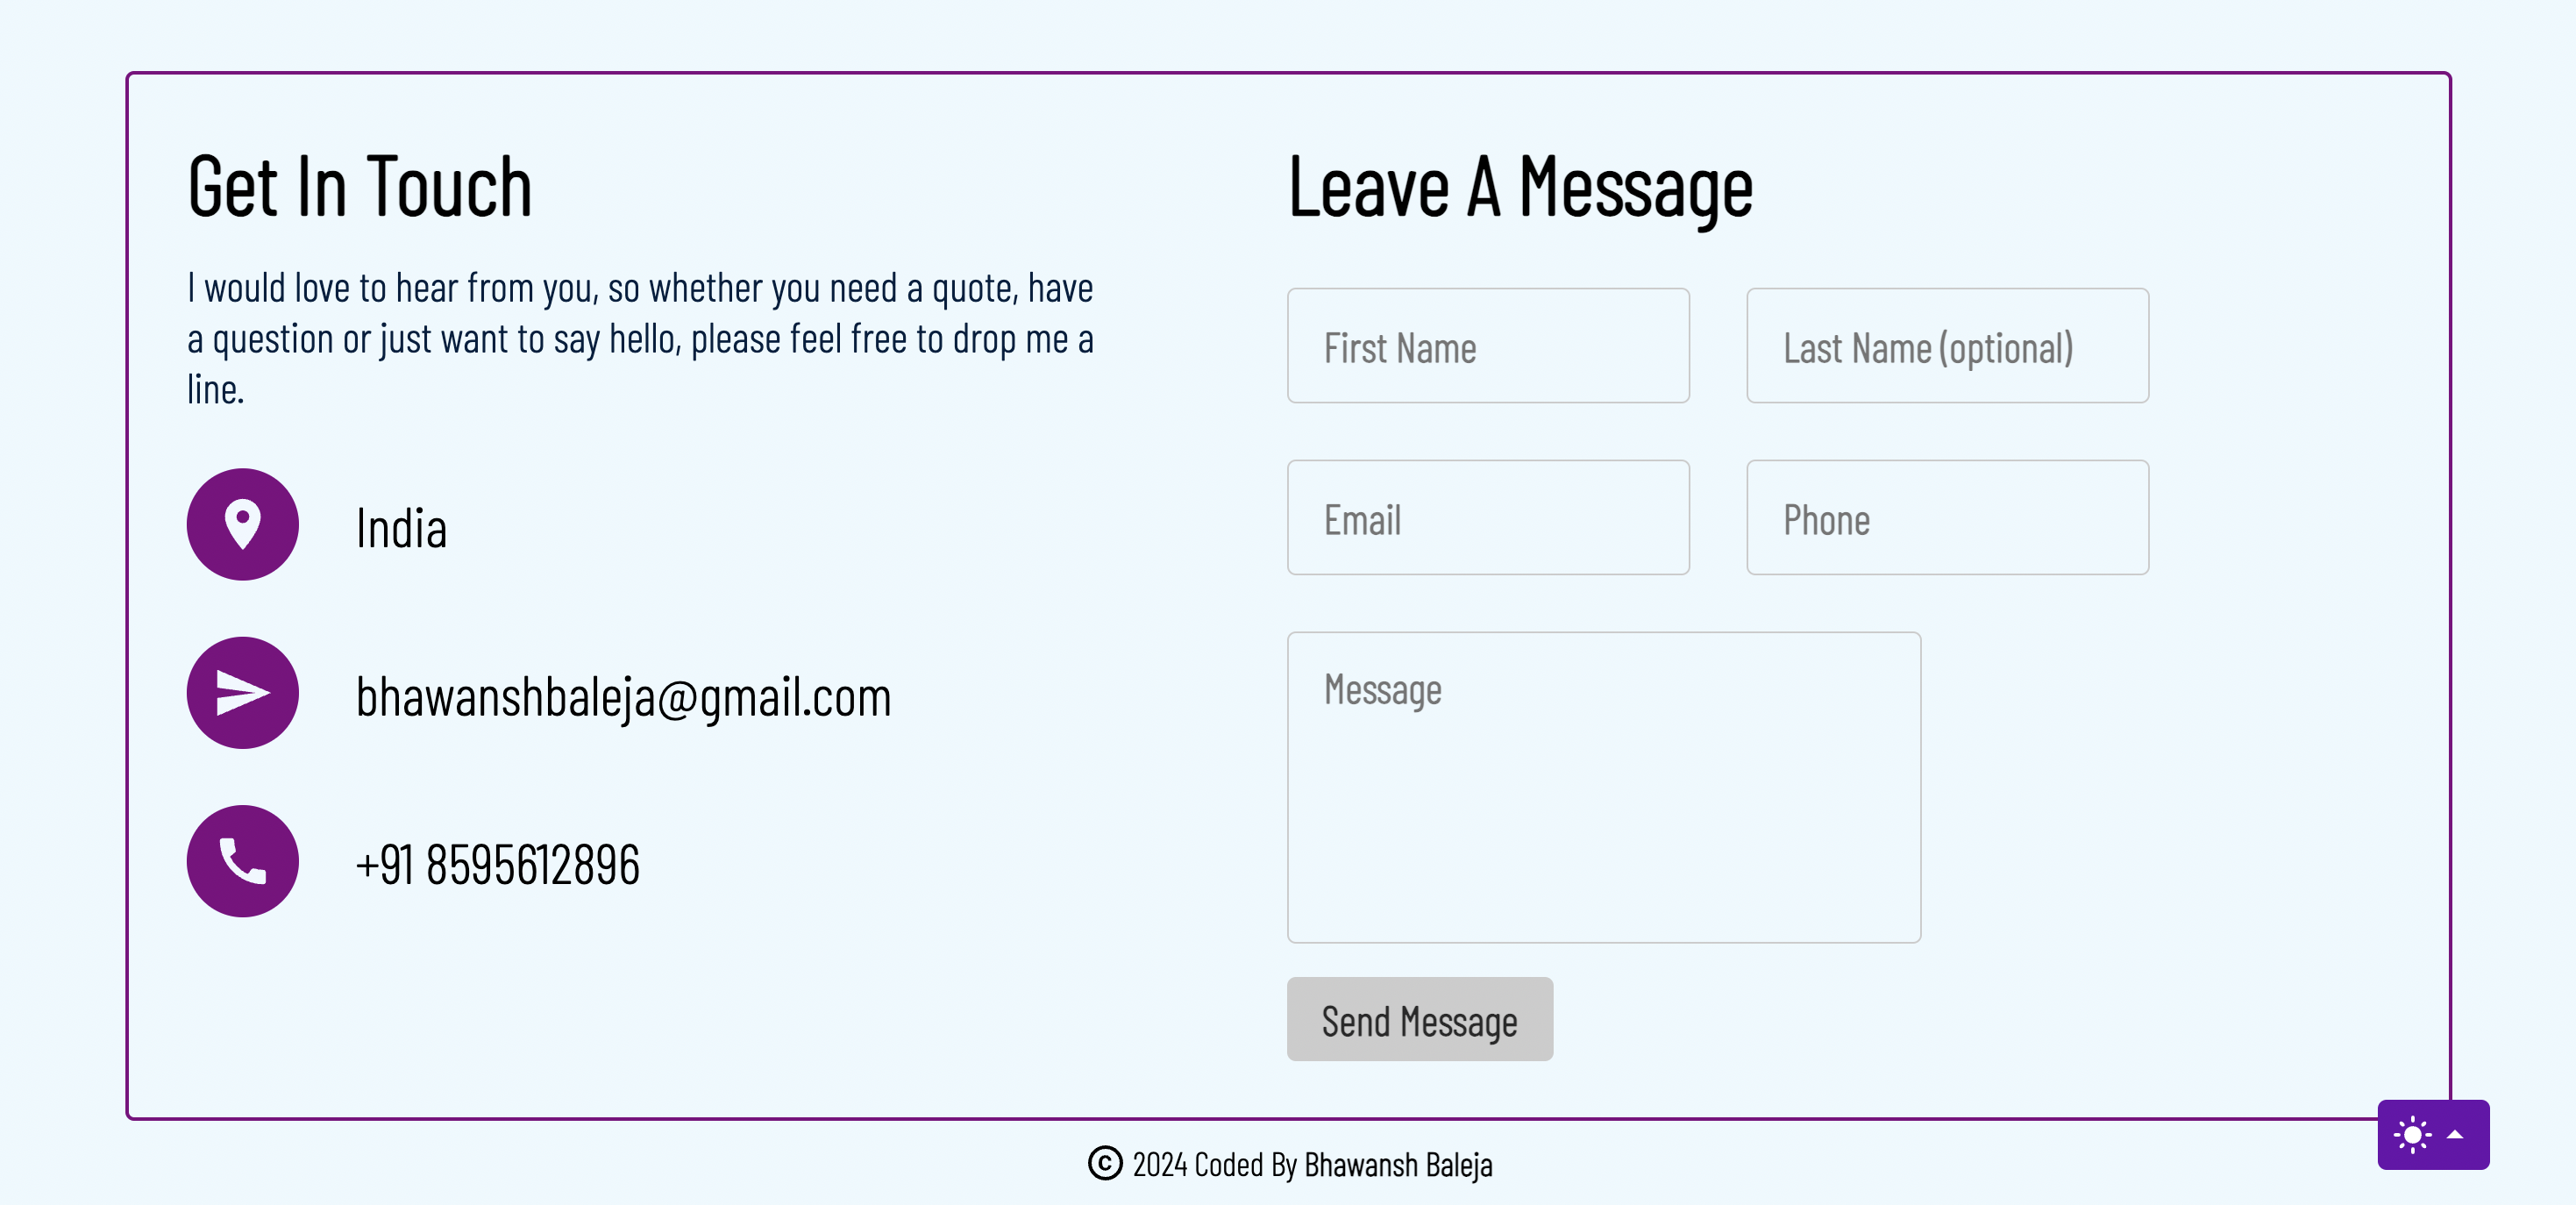 Get In Touch
I would love to hear from you, so whether you need a quote, have
a question or just want to say hello, please feel free to drop me a
line.
India
bhawanshbaleja@gmail.com
+91 8595612896
Leave A Message
First Name
Last Name (optional)
Email
Phone
Message
Send Message
© 2024 Coded By Bhawansh Baleja